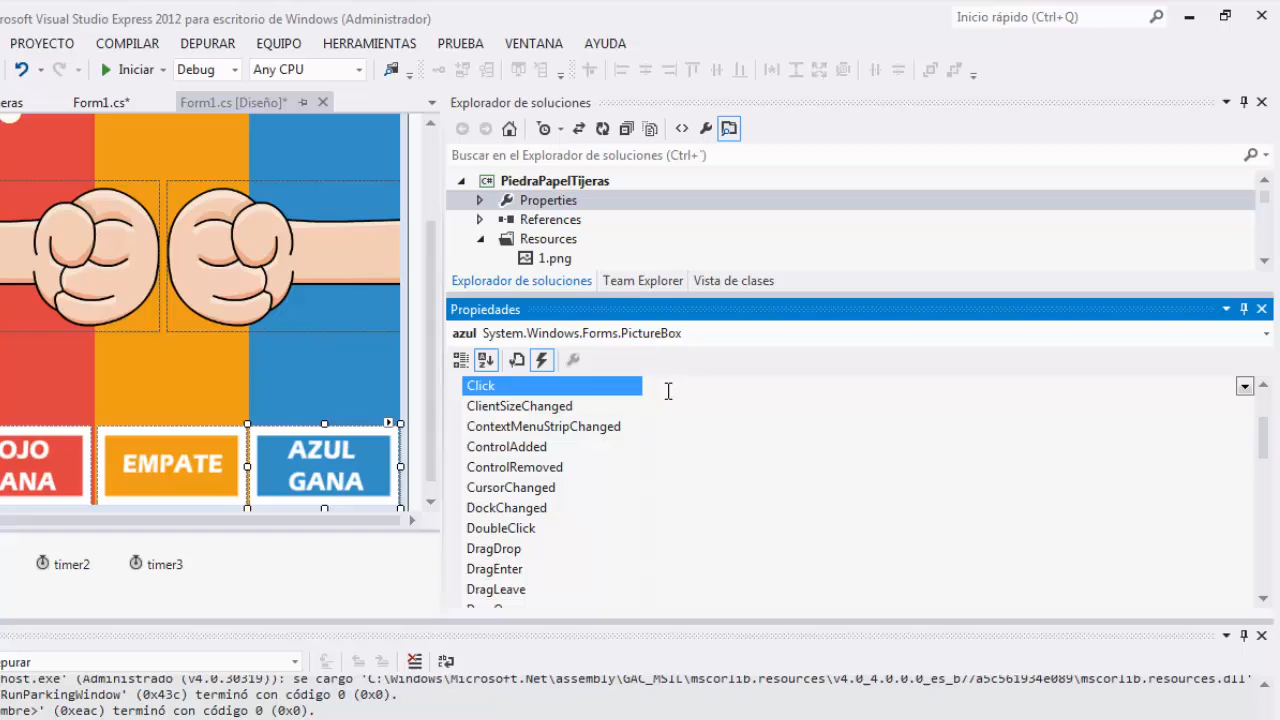 rosoft Visual Studio Express 2012 para escritorio de Windows (Administrador)
Inicio rápido (Ctrl+Q)
PROYECTO COMPILAR DEPURAR EQUIPO HERRAMIENTAS PRUEBA VENTANA AYUDA
Iniciar Debug Any CPU
eras Form1.cs* Form1.cs [Diseño]*
Explorador de soluciones
Buscar en el Explorador de soluciones (Ctrl+¨)
PiedraPapelTijeras
Properties
References
Resources
1.png
Explorador de soluciones Team Explorer Vista de clases
Propiedades
azul System.Windows.Forms.PictureBox
Click
ClientSizeChanged
ContextMenuStripChanged
ControlAdded
ControlRemoved
CursorChanged
DockChanged
DoubleClick
DragDrop
DragEnter
DragLeave
OJO
ANA
EMPATE
AZUL
GANA
timer2 timer3
purar
host.exe' (Administrado (v4.0.30319)): se cargo 'C:\Windows\Microsoft.Net\assembly\GAC_MSIL\mscorlib.resources\v4.0_4.0.0.0_es_b77a5c561934e089\mscorlib.resources.dll'
RunParkingWindow' (0x43c) terminó con código 0 (0x0).
mbre>' (0xeac) terminó con código 0 (0x0).